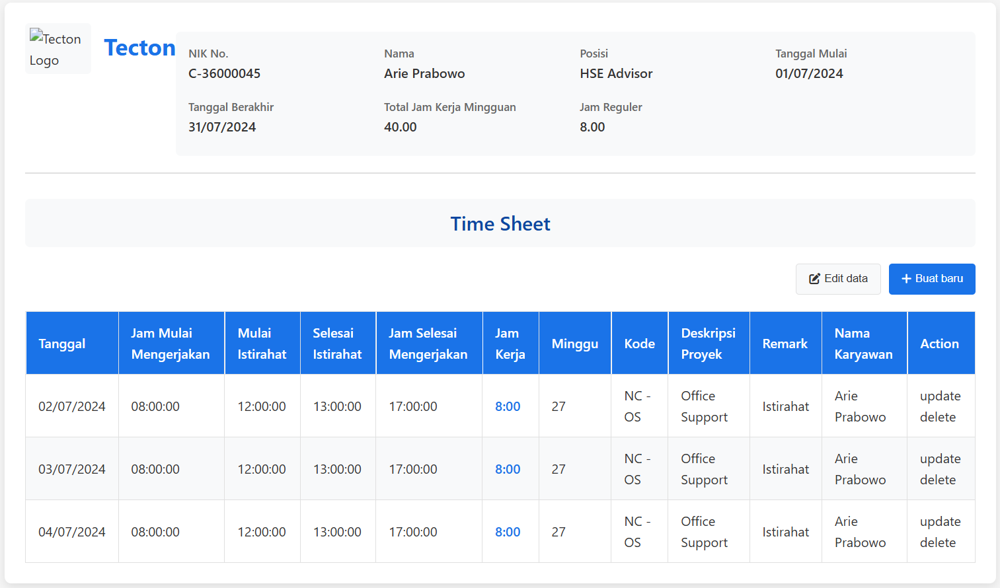 Tecton
Logo
Tecton
NIK No.
C-36000045
Nama
Arie Prabowo
Posisi
HSE Advisor
Tanggal Mulai
01/07/2024
Tanggal Berakhir
31/07/2024
Total Jam Kerja Mingguan
40.00
Jam Reguler
8.00
Time Sheet
Edit data
Buat baru
Tanggal
Jam Mulai
Mengerjakan
Mulai
Istirahat
Selesai
Istirahat
Jam Selesai
Mengerjakan
Jam
Kerja
Minggu
Kode
Deskripsi
Proyek
Remark
Nama
Karyawan
Action
02/07/2024
08:00:00
12:00:00
13:00:00
17:00:00
8:00
27
NC -
OS
Office
Support
Istirahat
Arie
Prabowo
update
delete
03/07/2024
08:00:00
12:00:00
13:00:00
17:00:00
8:00
27
NC -
OS
Office
Support
Istirahat
Arie
Prabowo
update
delete
04/07/2024
08:00:00
12:00:00
13:00:00
17:00:00
8:00
27
NC -
OS
Office
Support
Istirahat
Arie
Prabowo
update
delete